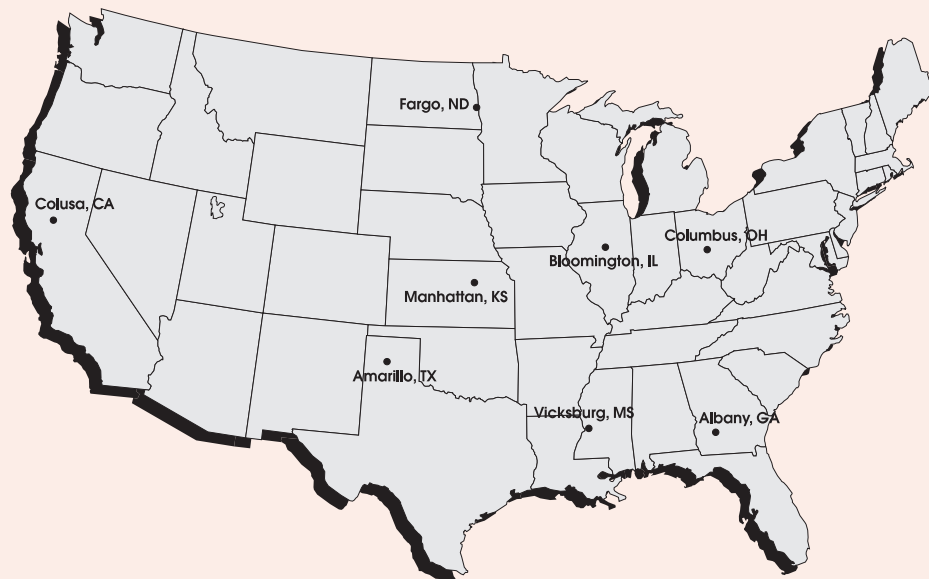 Fargo, ND
Colusa, CA
Columbus, OH
Bloomington, IL
Manhattan, KS
Amarillo, TX
Vicksburg, MS
Albany, GA